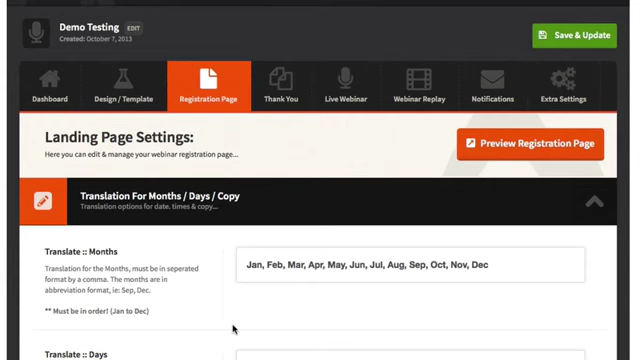 Demo Testing EDIT
Created: October 7, 2013
Save & Update
Dashboard
Design / Template
Registration Page
Thank You
Live Webinar
Webinar Replay
Notifications
Extra Settings
Landing Page Settings:
Here you can edit & manage your webinar registration page...
Preview Registration Page
Translation For Months / Days / Copy
Translation options for date, times & copy...
Translate :: Months
Translation for the Months, must be in seperated
format by a comma. The months are in
abbreviation format, ie: Sep, Dec.
** Must be in order! (Jan to Dec)
Jan, Feb, Mar, Apr, May, Jun, Jul, Aug, Sep, Oct, Nov, Dec
Translate :: Days